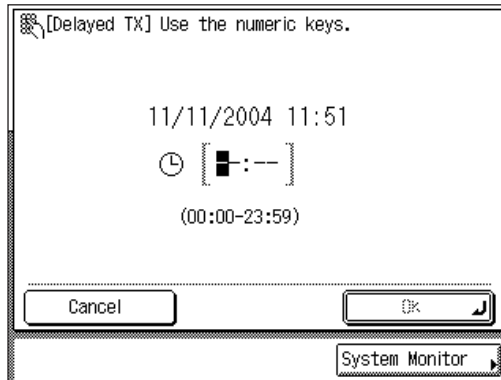 [Delayed TX] Use the numeric keys.
11/11/2004 11:51
[ -:-- ]
(00:00-23:59)
Cancel
OK
System Monitor